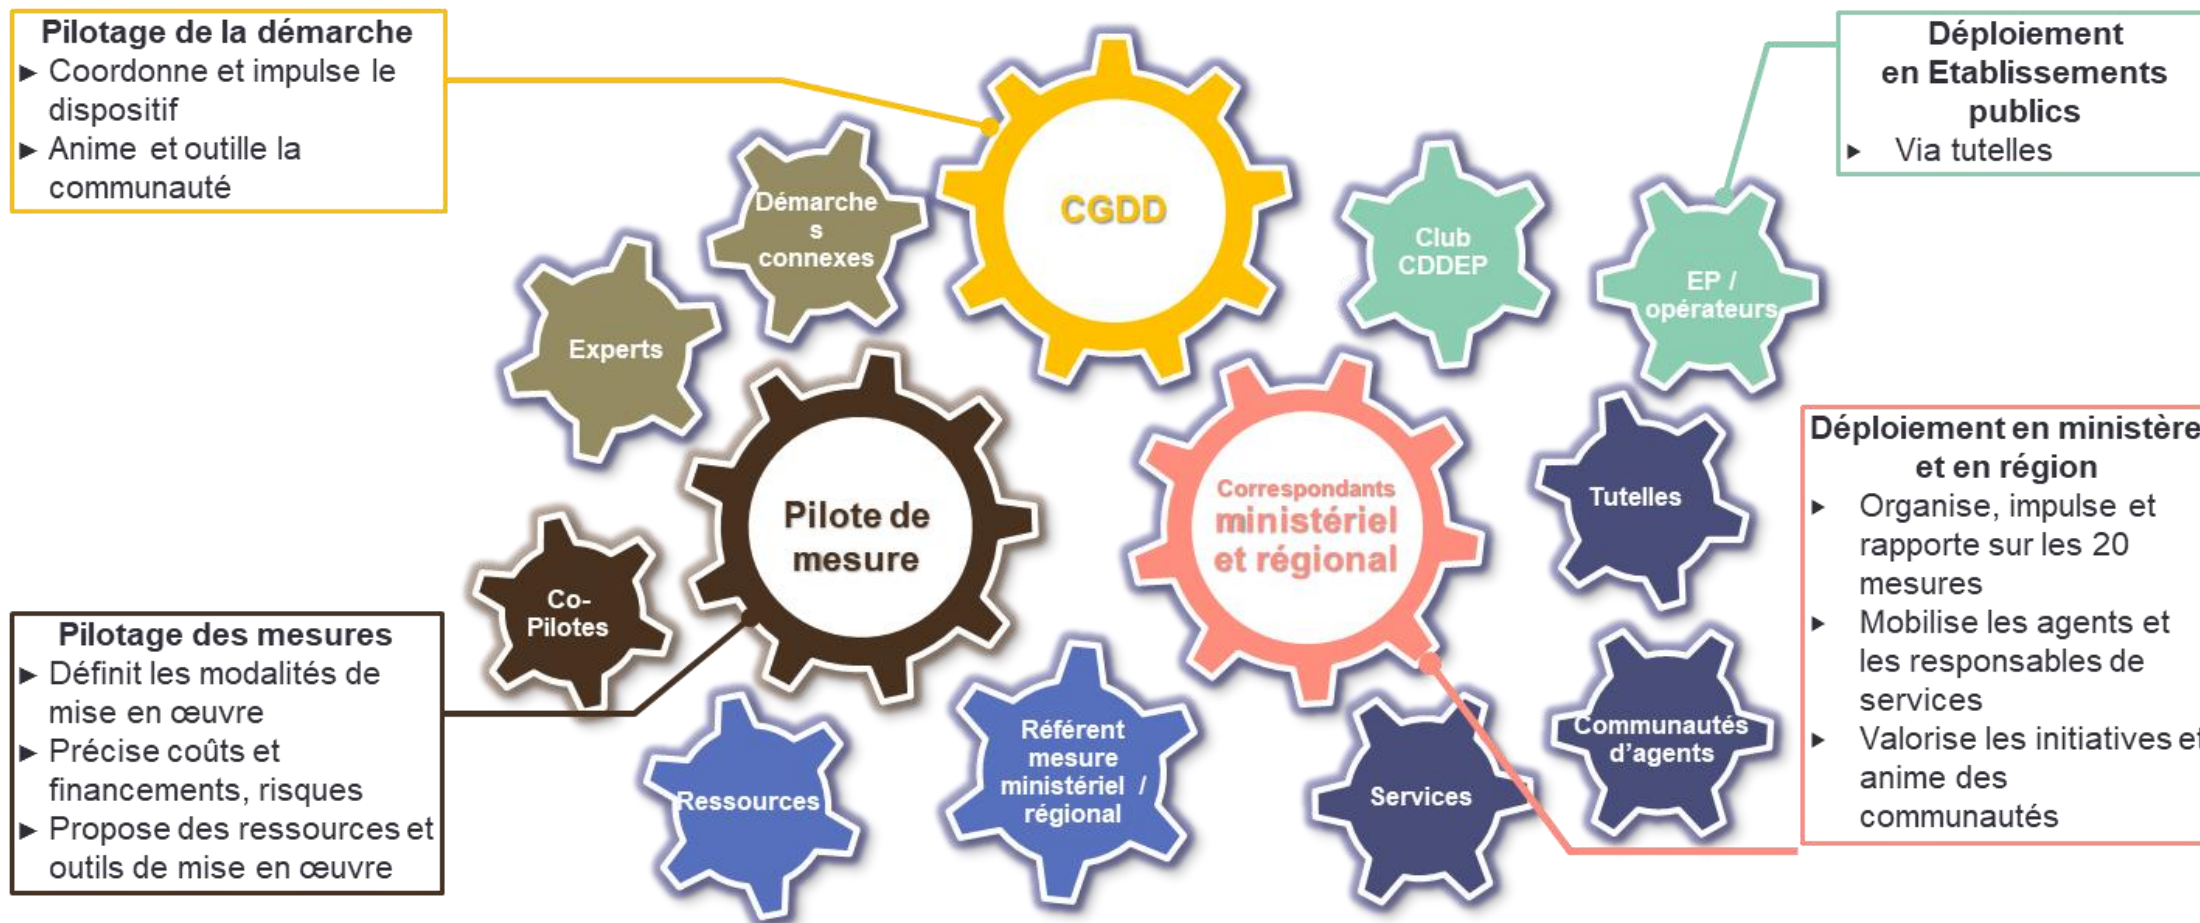 Pilotage de la démarche
► Coordonne et impulse le
dispositif
► Anime et outille la
communauté
Déploiement
en Etablissements
publics
► Via tutelles
CGDD
Démarche
s
connexes
Club
CDDEP
EP /
opérateurs
Experts
Pilote de
mesure
Correspondants
ministériel
et régional
Tutelles
Co-
Pilotes
Communautés
d’agents
Ressources
Référent
mesure
ministériel /
régional
Services
Pilotage des mesures
► Définit les modalités de
mise en œuvre
► Précise coûts et
financements, risques
► Propose des ressources et
outils de mise en œuvre
Déploiement en ministère
et en région
► Organise, impulse et
rapporte sur les 20
mesures
► Mobilise les agents et
les responsables de
services
► Valorise les initiatives et
anime des
communautés